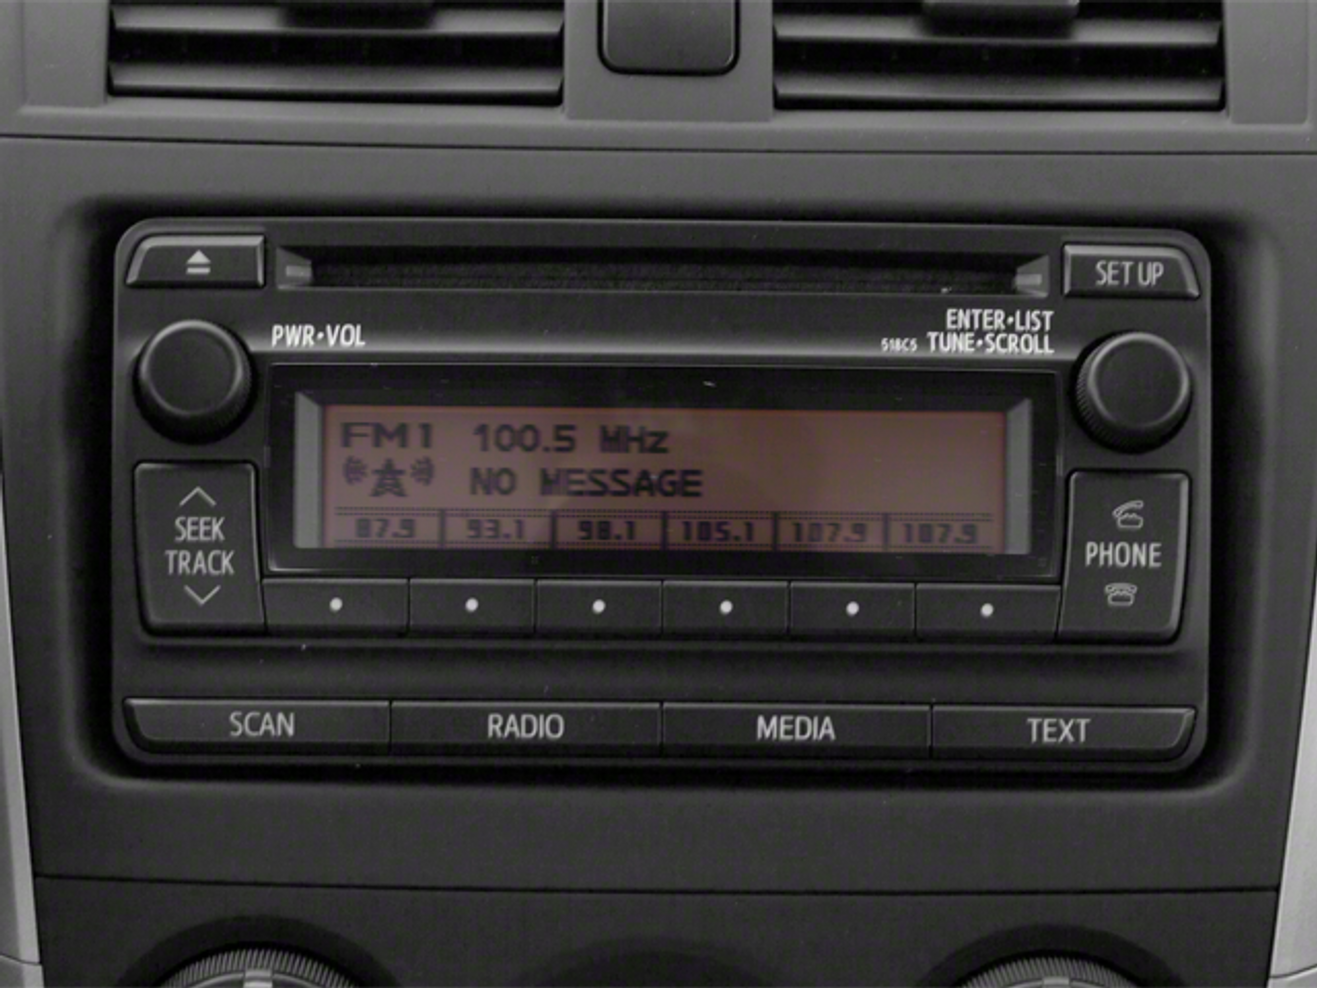 SET UP
PWR•VOL
ENTER•LIST
518C5 TUNE•SCROLL
FM1 100.5 MHz
NO MESSAGE
87.9 93.1 98.1 105.1 107.9 107.9
SEEK
TRACK
PHONE
SCAN RADIO MEDIA TEXT